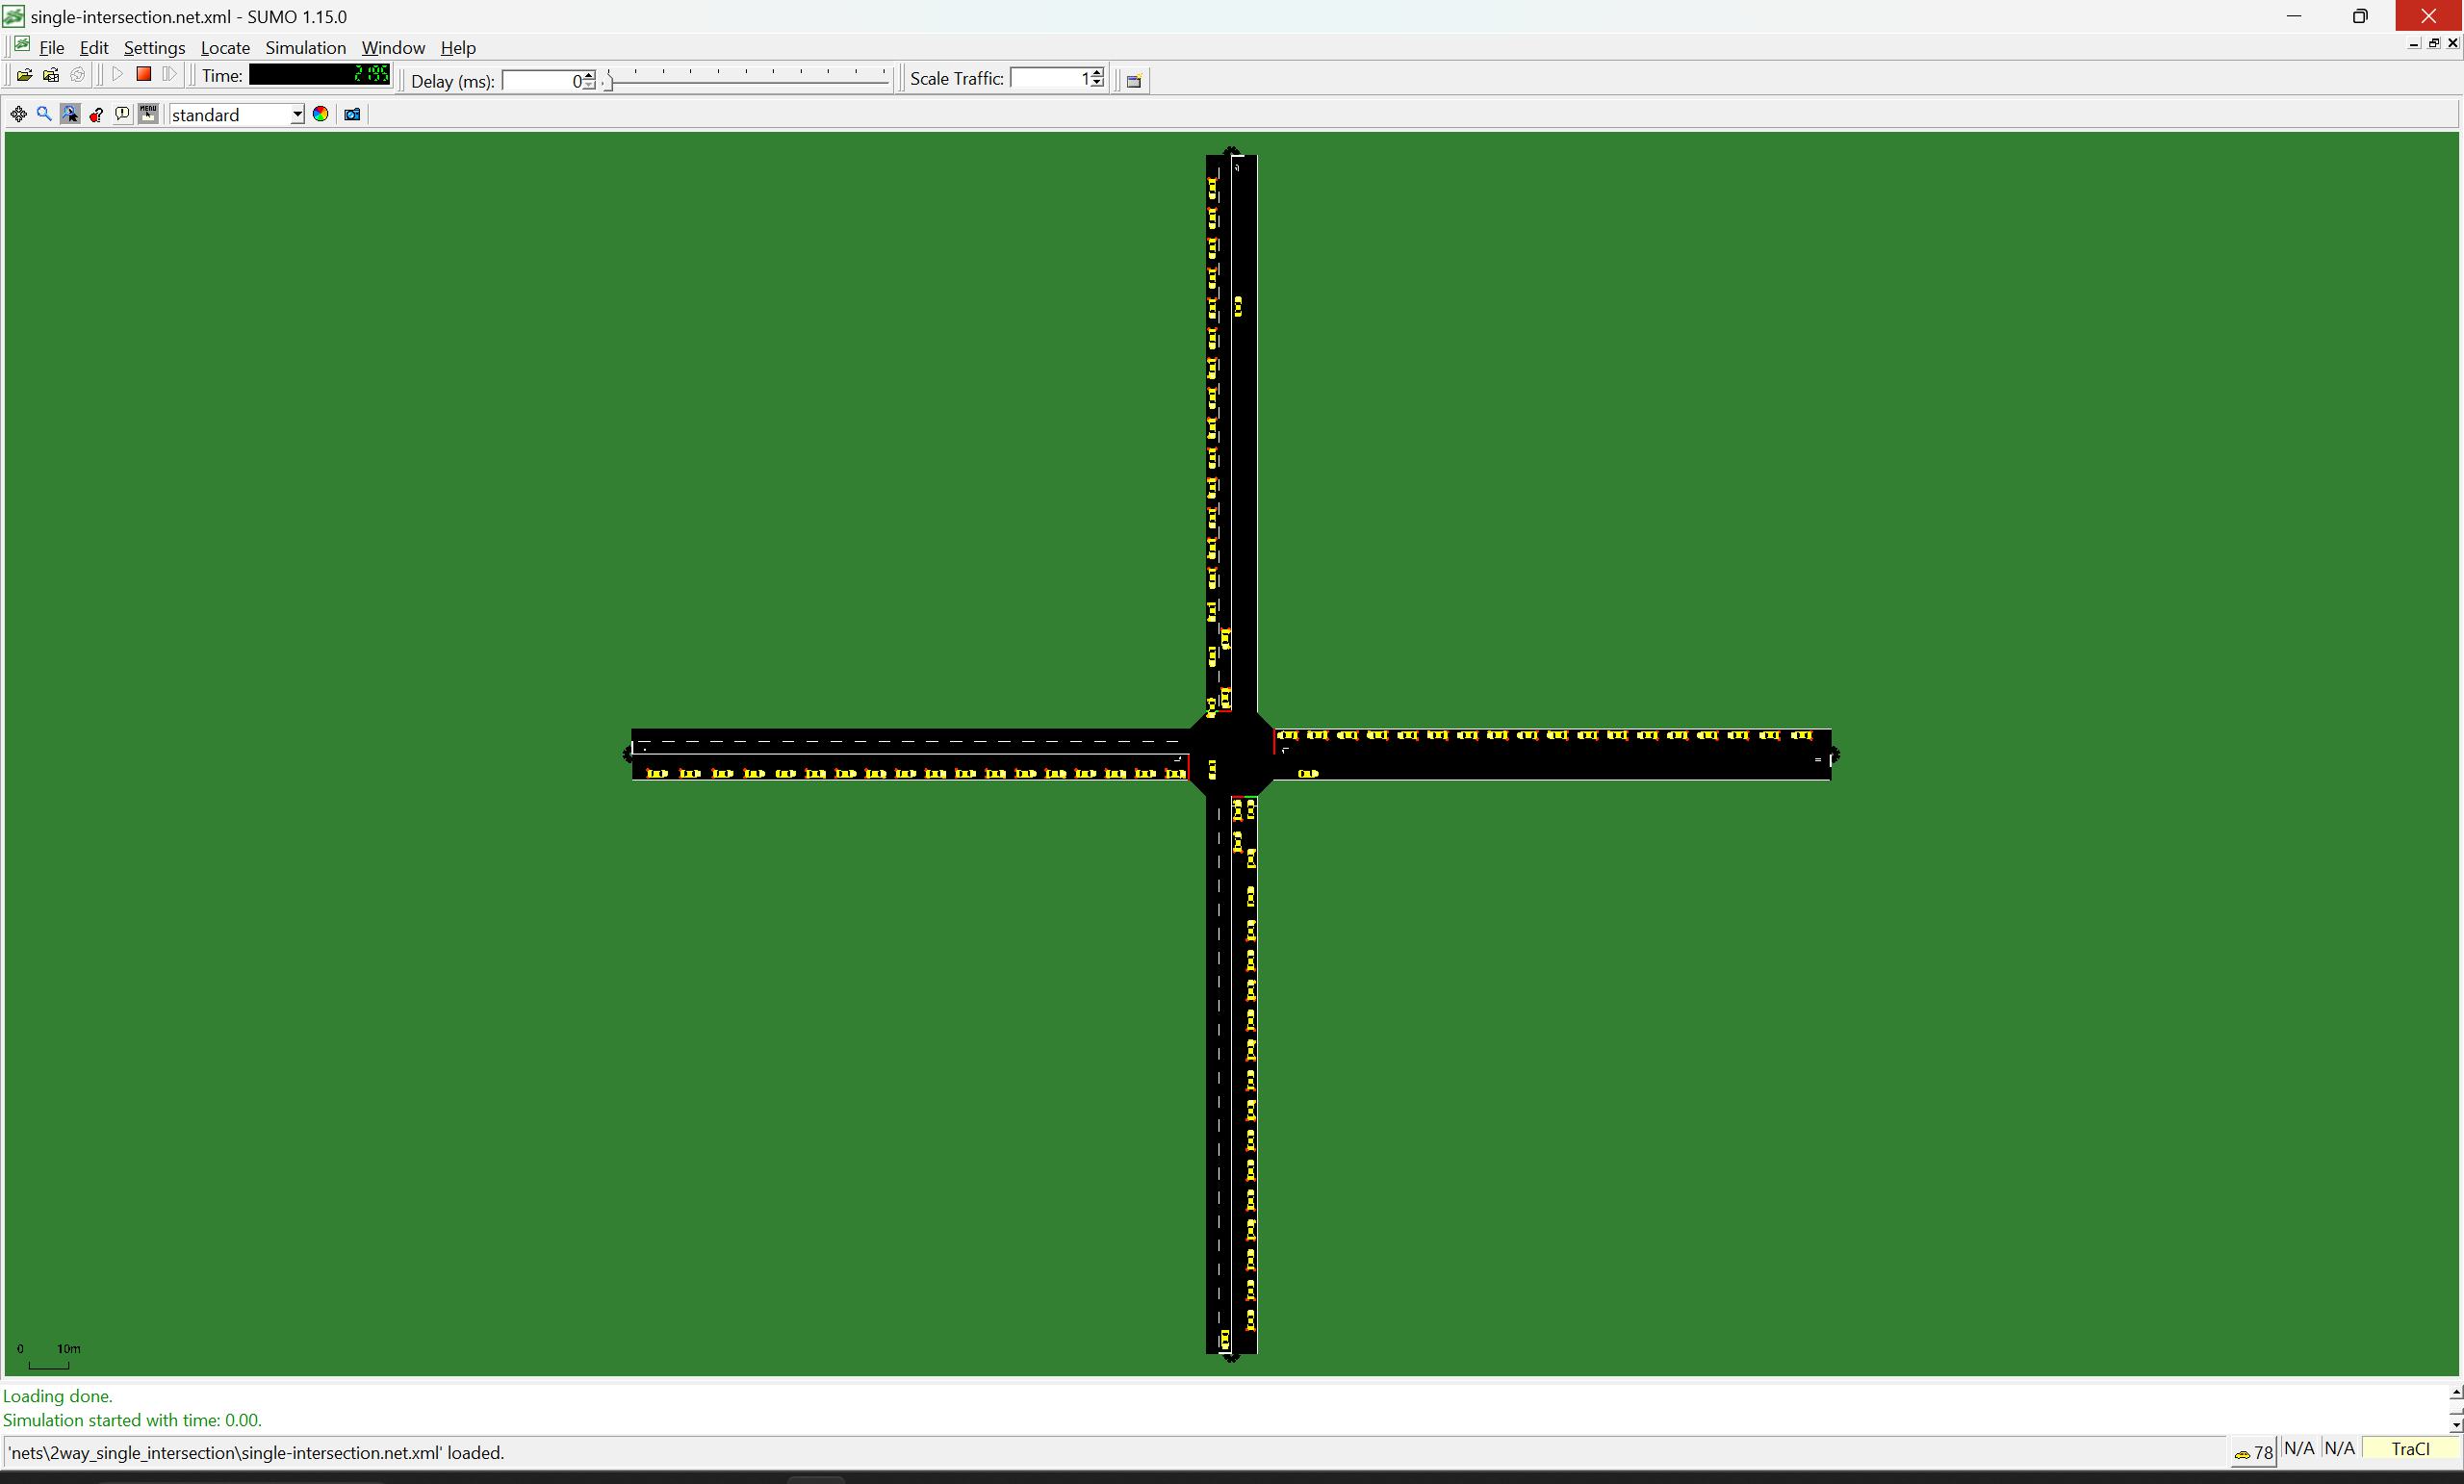 single-intersection.net.xml - SUMO 1.15.0
File Edit Settings Locate Simulation Window Help
Time: 2195 Delay (ms): 0 Scale Traffic: 1
MENU standard
0 10m
Loading done.
Simulation started with time: 0.00.
'nets\2way_single_intersection\single-intersection.net.xml' loaded. 78 N/A N/A TraCI